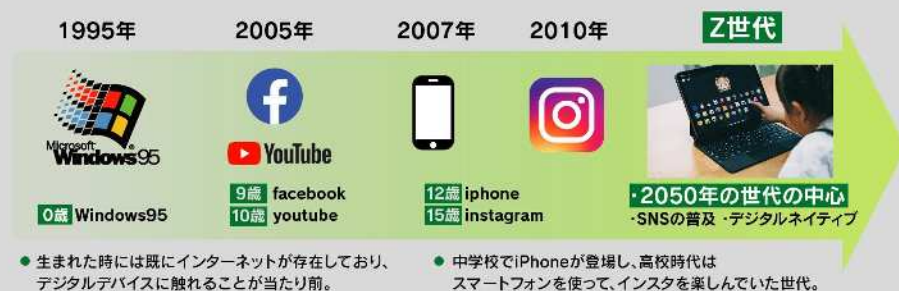 1995年
2005年
2007年
2010年
Z世代
Microsoft
Windows95
f
YouTube
0歳 Windows95
9歳 facebook
10歳 youtube
12歳 iphone
15歳 instagram
・2050年の世代の中心
・SNSの普及 ・デジタルネイティブ
● 生まれた時には既にインターネットが存在しており、
デジタルデバイスに触れることが当たり前。
● 中学校でiPhoneが登場し、高校時代は
スマートフォンを使って、インスタを楽しんでいた世代。